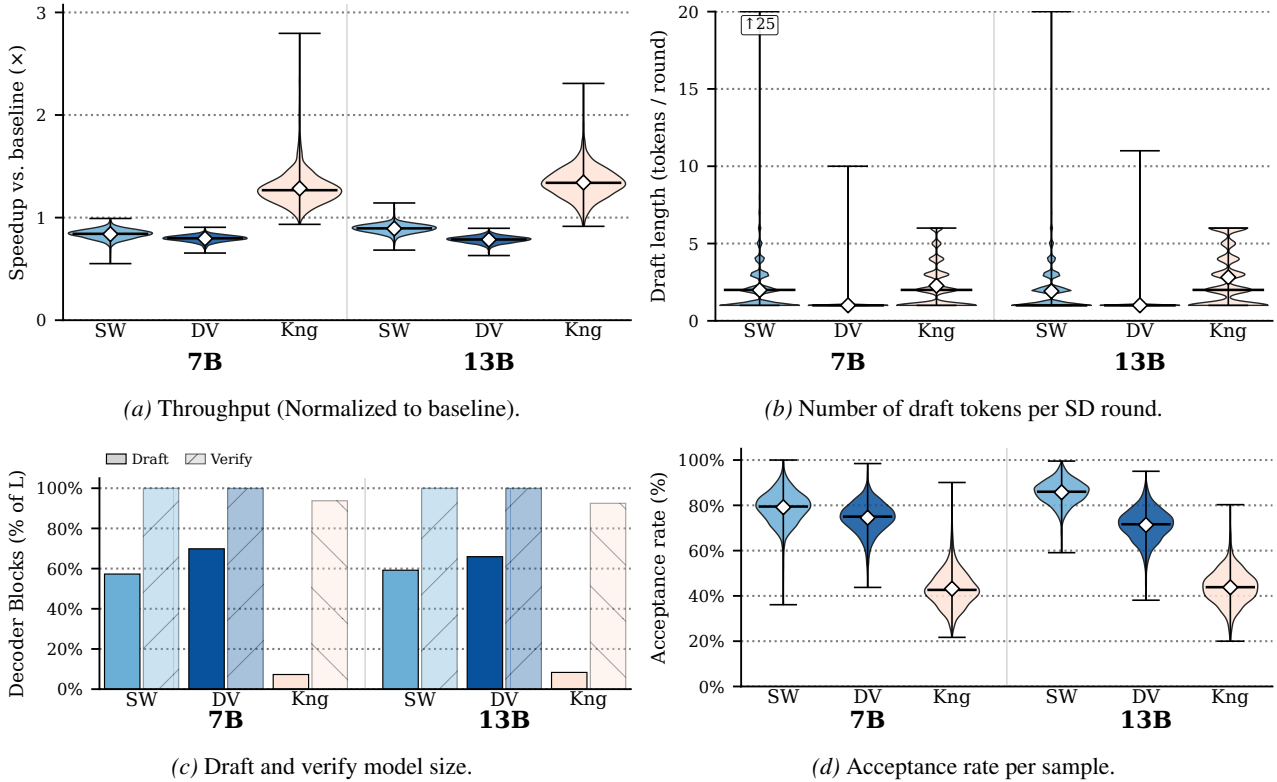 Speedup vs. baseline (×)
3
2
1
0
SW DV Kng SW DV Kng
7B 13B
(a) Throughput (Normalized to baseline).
Draft length (tokens / round)
20
15
10
5
0
↑25
SW DV Kng SW DV Kng
7B 13B
(b) Number of draft tokens per SD round.
Draft Verify
Decoder Blocks (% of L)
100%
80%
60%
40%
20%
0%
SW DV Kng SW DV Kng
7B 13B
(c) Draft and verify model size.
Acceptance rate (%)
100%
80%
60%
40%
20%
0%
SW DV Kng SW DV Kng
7B 13B
(d) Acceptance rate per sample.